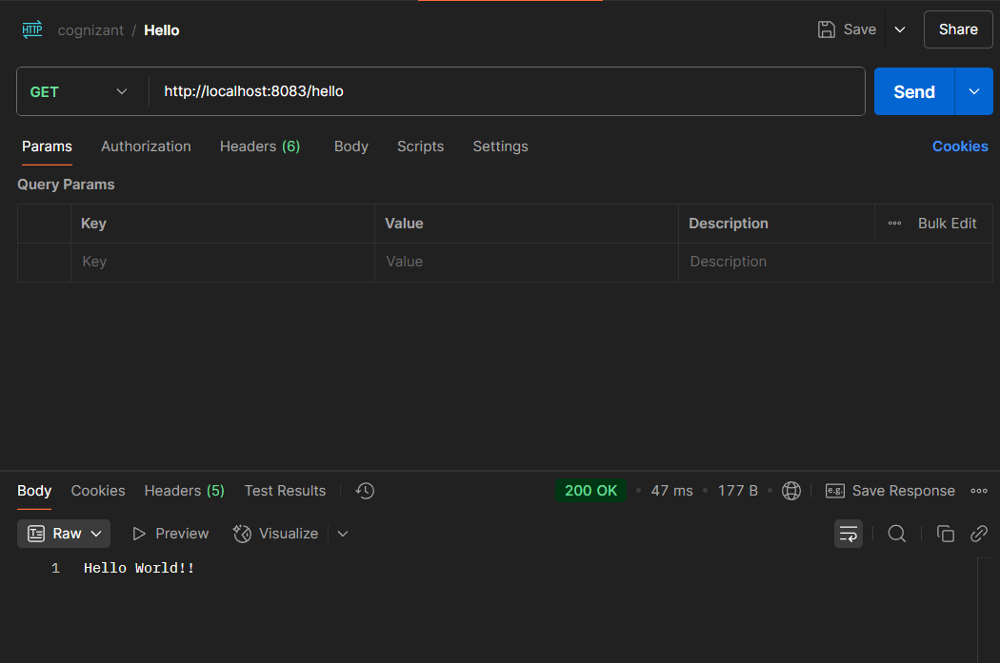 HTTP cognizant / Hello Save Share
GET http://localhost:8083/hello Send
Params Authorization Headers (6) Body Scripts Settings Cookies
Query Params
Key Value Description Bulk Edit
Key Value Description
Body Cookies Headers (5) Test Results 200 OK • 47 ms • 177 B • e.g. Save Response
Raw Preview Visualize
1 Hello World!!